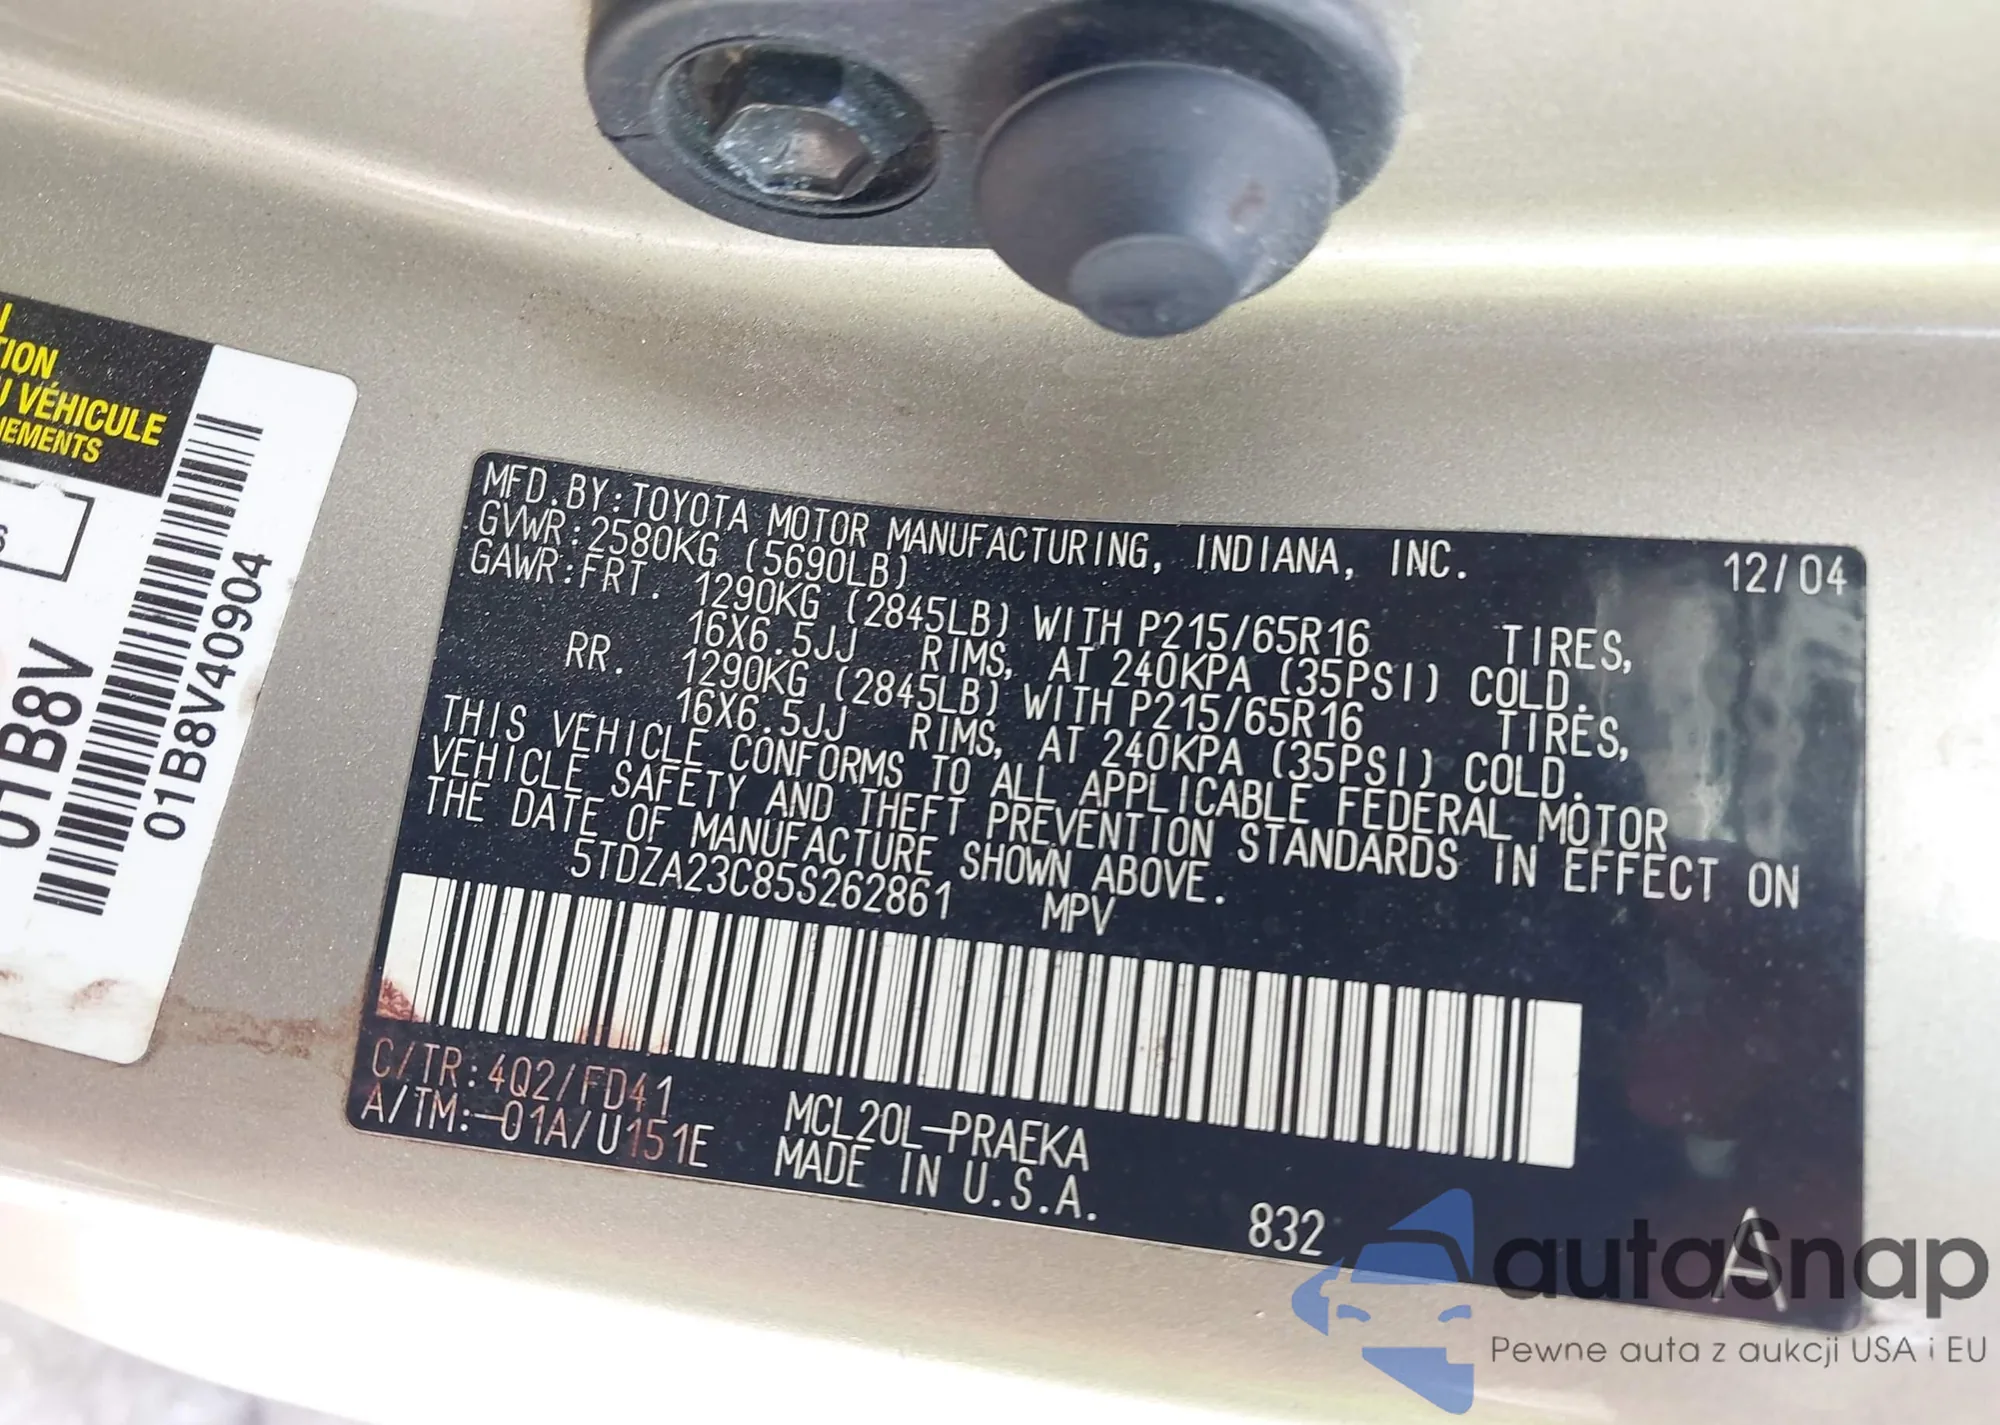 TION
VÉHICULE
01B8V
01B8V40904
MFD.BY:TOYOTA MOTOR MANUFACTURING, INDIANA, INC. 12/04
GVWR:2580KG (5690LB)
GAWR:FRT. 1290KG (2845LB) WITH P215/65R16 TIRES,
16X6.5JJ RIMS, AT 240KPA (35PSI) COLD.
RR. 1290KG (2845LB) WITH P215/65R16 TIRES,
16X6.5JJ RIMS, AT 240KPA (35PSI) COLD.
THIS VEHICLE CONFORMS TO ALL APPLICABLE FEDERAL MOTOR
VEHICLE SAFETY AND THEFT PREVENTION STANDARDS IN EFFECT ON
THE DATE OF MANUFACTURE SHOWN ABOVE.
5TDZA23C85S262861 MPV
C/TR:4Q2/FD41
A/TM:-01A/U151E
MCL20L-PRAEKA
MADE IN U.S.A.
832
A
autaSnap
Pewne auta z aukcji USA i EU